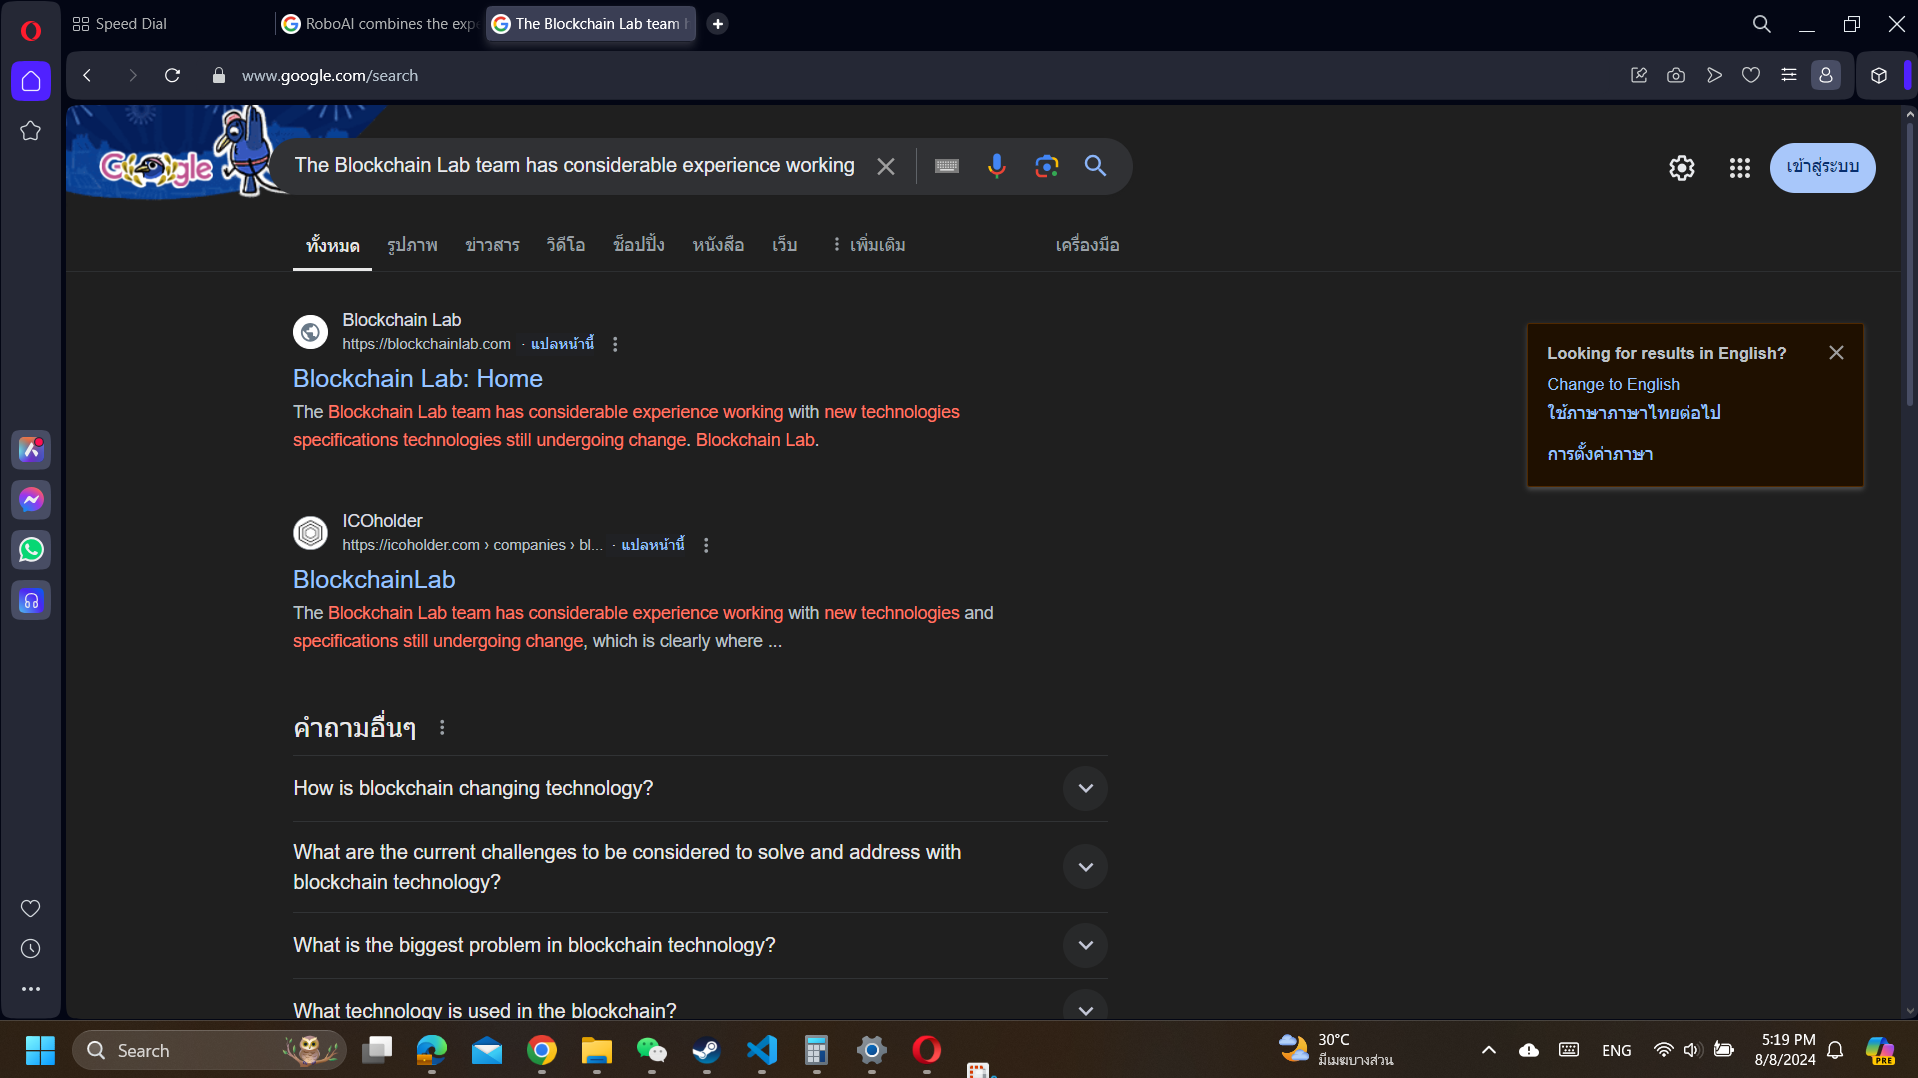 Speed Dial
RoboAI combines the exp
The Blockchain Lab team h
www.google.com/search
Google
The Blockchain Lab team has considerable experience working
เข้าสู่ระบบ
ทั้งหมด รูปภาพ ข่าวสาร วิดีโอ ช็อปปิ้ง หนังสือ เว็บ เพิ่มเติม เครื่องมือ
Blockchain Lab
https://blockchainlab.com · แปลหน้านี้
Blockchain Lab: Home
The Blockchain Lab team has considerable experience working with new technologies
specifications technologies still undergoing change. Blockchain Lab.
Looking for results in English?
Change to English
ใช้ภาษาภาษาไทยต่อไป
การตั้งค่าภาษา
ICOholder
https://icoholder.com › companies › bl... · แปลหน้านี้
BlockchainLab
The Blockchain Lab team has considerable experience working with new technologies and
specifications still undergoing change, which is clearly where ...
คำถามอื่นๆ
How is blockchain changing technology?
What are the current challenges to be considered to solve and address with
blockchain technology?
What is the biggest problem in blockchain technology?
What technology is used in the blockchain?
Search
30°C
มีเมฆบางส่วน
ENG
5:19 PM
8/8/2024
PRE